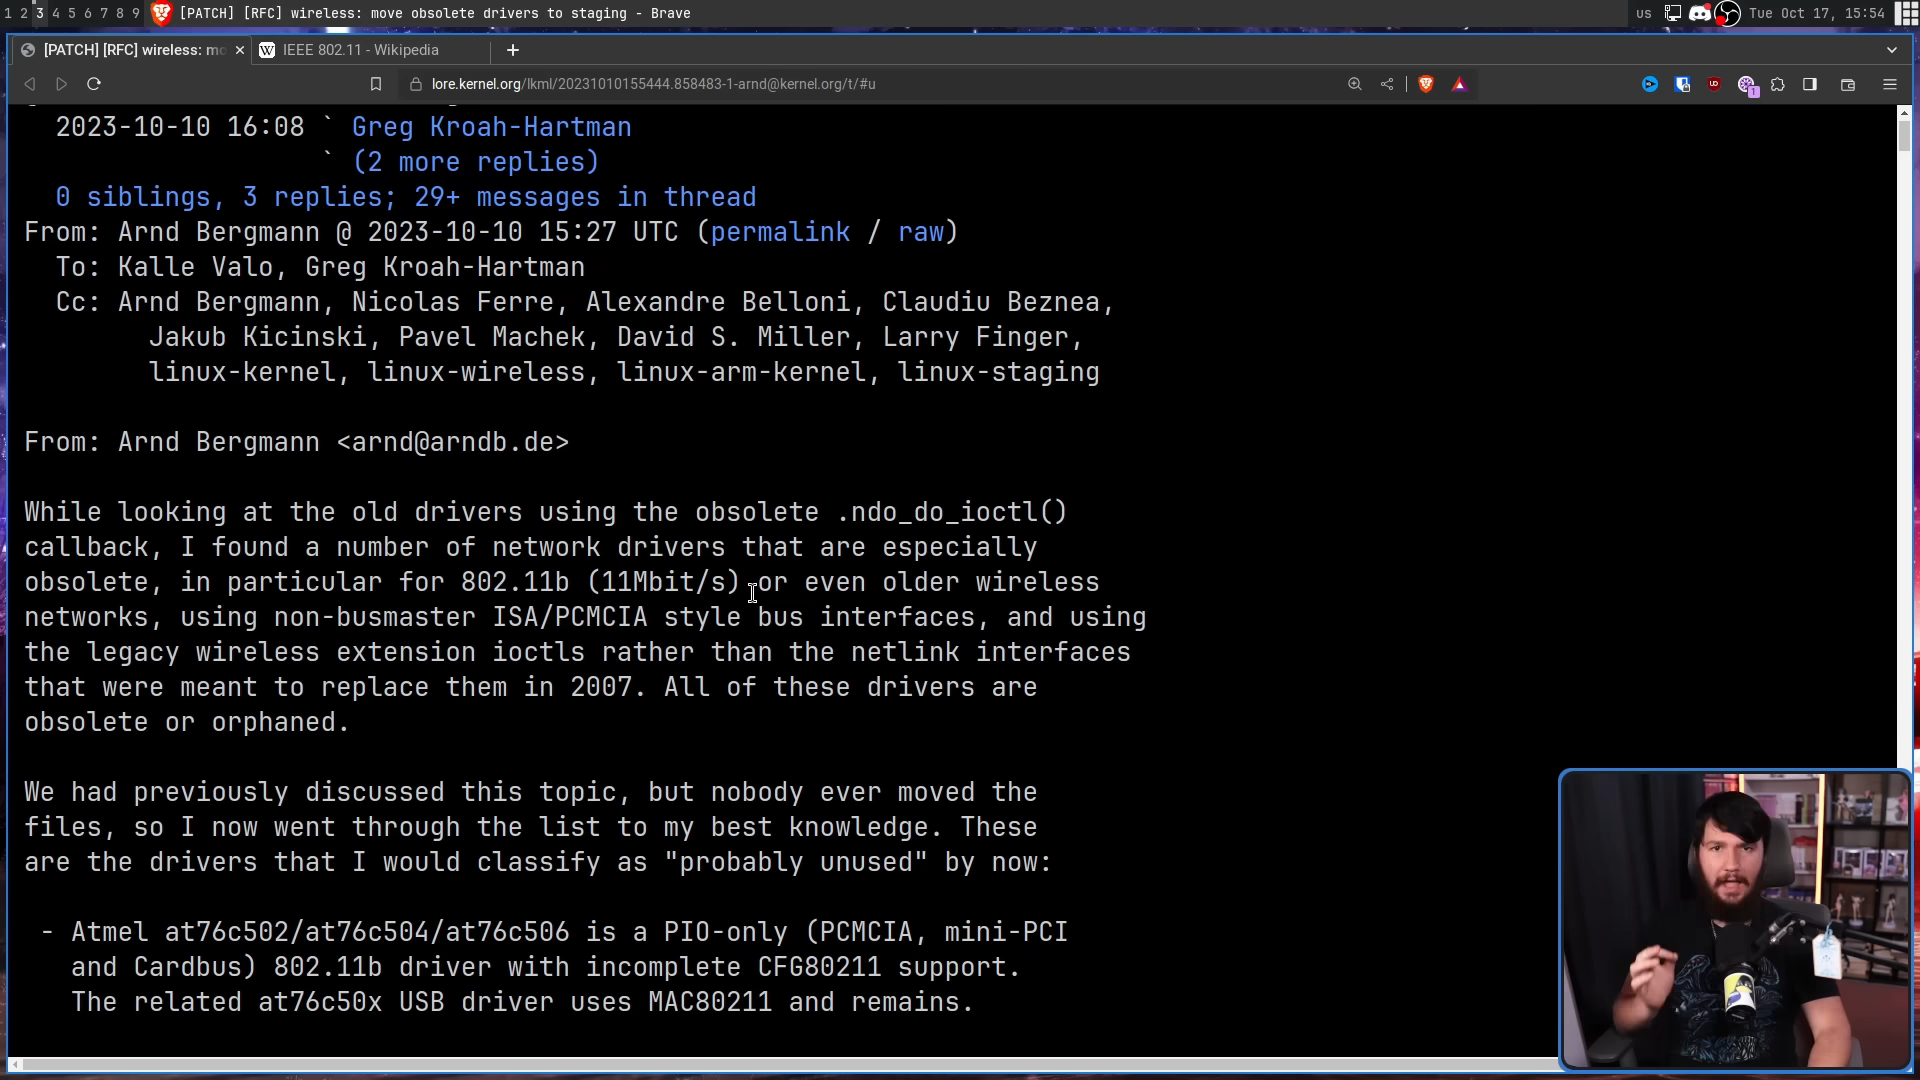 1 2 3 4 5 6 7 8 9 [PATCH] [RFC] wireless: move obsolete drivers to staging - Brave us Tue Oct 17, 15:54
[PATCH] [RFC] wireless: mo IEEE 802.11 - Wikipedia
lore.kernel.org/lkml/20231010155444.858483-1-arnd@kernel.org/t/#u
2023-10-10 16:08 ` Greg Kroah-Hartman
` (2 more replies)
0 siblings, 3 replies; 29+ messages in thread
From: Arnd Bergmann @ 2023-10-10 15:27 UTC (permalink / raw)
To: Kalle Valo, Greg Kroah-Hartman
Cc: Arnd Bergmann, Nicolas Ferre, Alexandre Belloni, Claudiu Beznea,
Jakub Kicinski, Pavel Machek, David S. Miller, Larry Finger,
linux-kernel, linux-wireless, linux-arm-kernel, linux-staging
From: Arnd Bergmann <arnd@arndb.de>
While looking at the old drivers using the obsolete .ndo_do_ioctl()
callback, I found a number of network drivers that are especially
obsolete, in particular for 802.11b (11Mbit/s) or even older wireless
networks, using non-busmaster ISA/PCMCIA style bus interfaces, and using
the legacy wireless extension ioctls rather than the netlink interfaces
that were meant to replace them in 2007. All of these drivers are
obsolete or orphaned.
We had previously discussed this topic, but nobody ever moved the
files, so I now went through the list to my best knowledge. These
are the drivers that I would classify as "probably unused" by now:
- Atmel at76c502/at76c504/at76c506 is a PIO-only (PCMCIA, mini-PCI
and Cardbus) 802.11b driver with incomplete CFG80211 support.
The related at76c50x USB driver uses MAC80211 and remains.